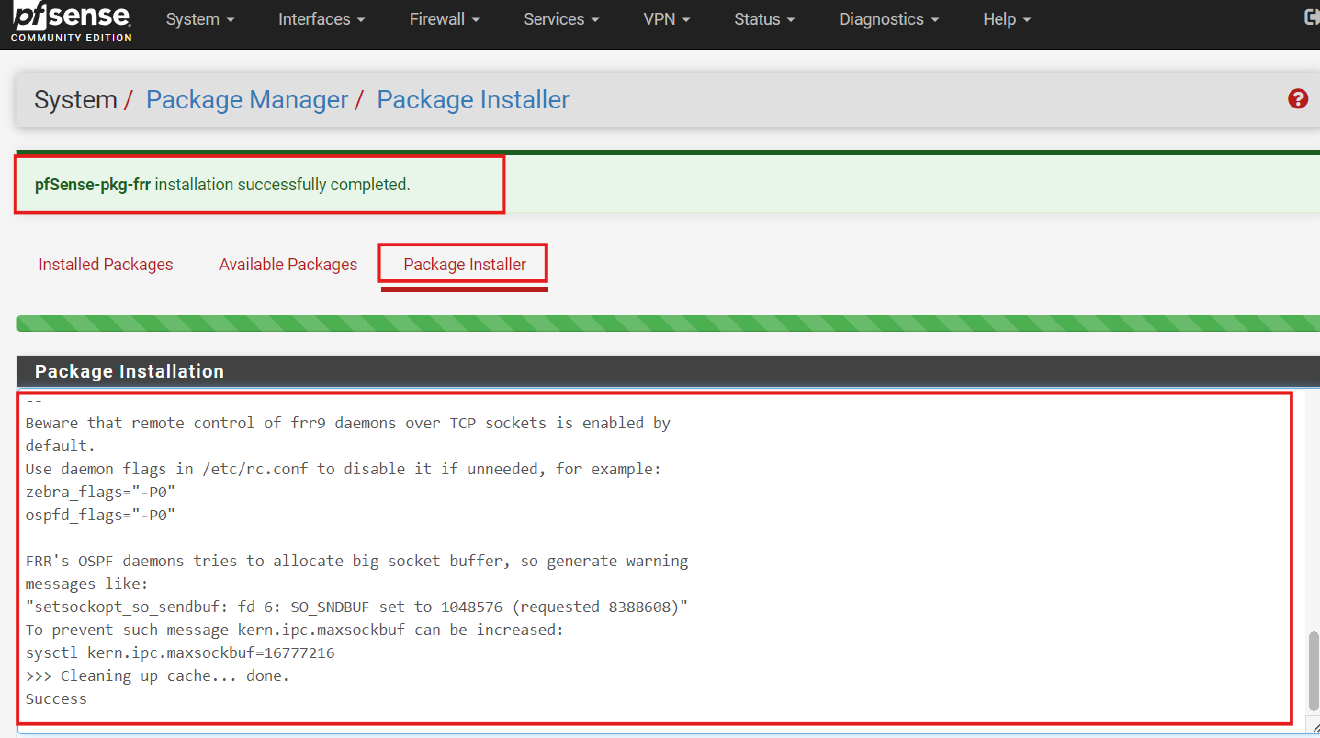 pfsense
COMMUNITY EDITION
System Interfaces Firewall Services VPN Status Diagnostics Help
System / Package Manager / Package Installer
?
pfSense-pkg-frr installation successfully completed.
Installed Packages Available Packages Package Installer
Package Installation
--
Beware that remote control of frr9 daemons over TCP sockets is enabled by
default.
Use daemon flags in /etc/rc.conf to disable it if unneeded, for example:
zebra_flags="-P0"
ospfd_flags="-P0"
FRR's OSPF daemons tries to allocate big socket buffer, so generate warning
messages like:
"setsockopt_so_sendbuf: fd 6: SO_SNDBUF set to 1048576 (requested 8388608)"
To prevent such message kern.ipc.maxsockbuf can be increased:
sysctl kern.ipc.maxsockbuf=16777216
>>> Cleaning up cache... done.
Success